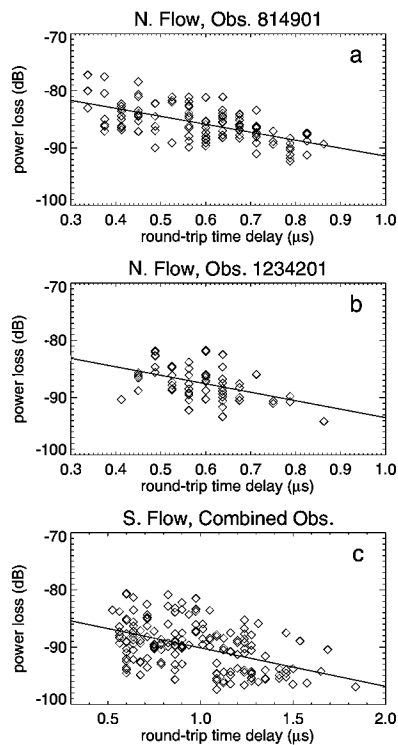 N. Flow, Obs. 814901
a
-70
-80
-90
-100
power loss (dB)
0.3 0.4 0.5 0.6 0.7 0.8 0.9 1.0
round-trip time delay (μs)
N. Flow, Obs. 1234201
b
-70
-80
-90
-100
power loss (dB)
0.3 0.4 0.5 0.6 0.7 0.8 0.9 1.0
round-trip time delay (μs)
S. Flow, Combined Obs.
c
-70
-80
-90
-100
power loss (dB)
0.5 1.0 1.5 2.0
round-trip time delay (μs)